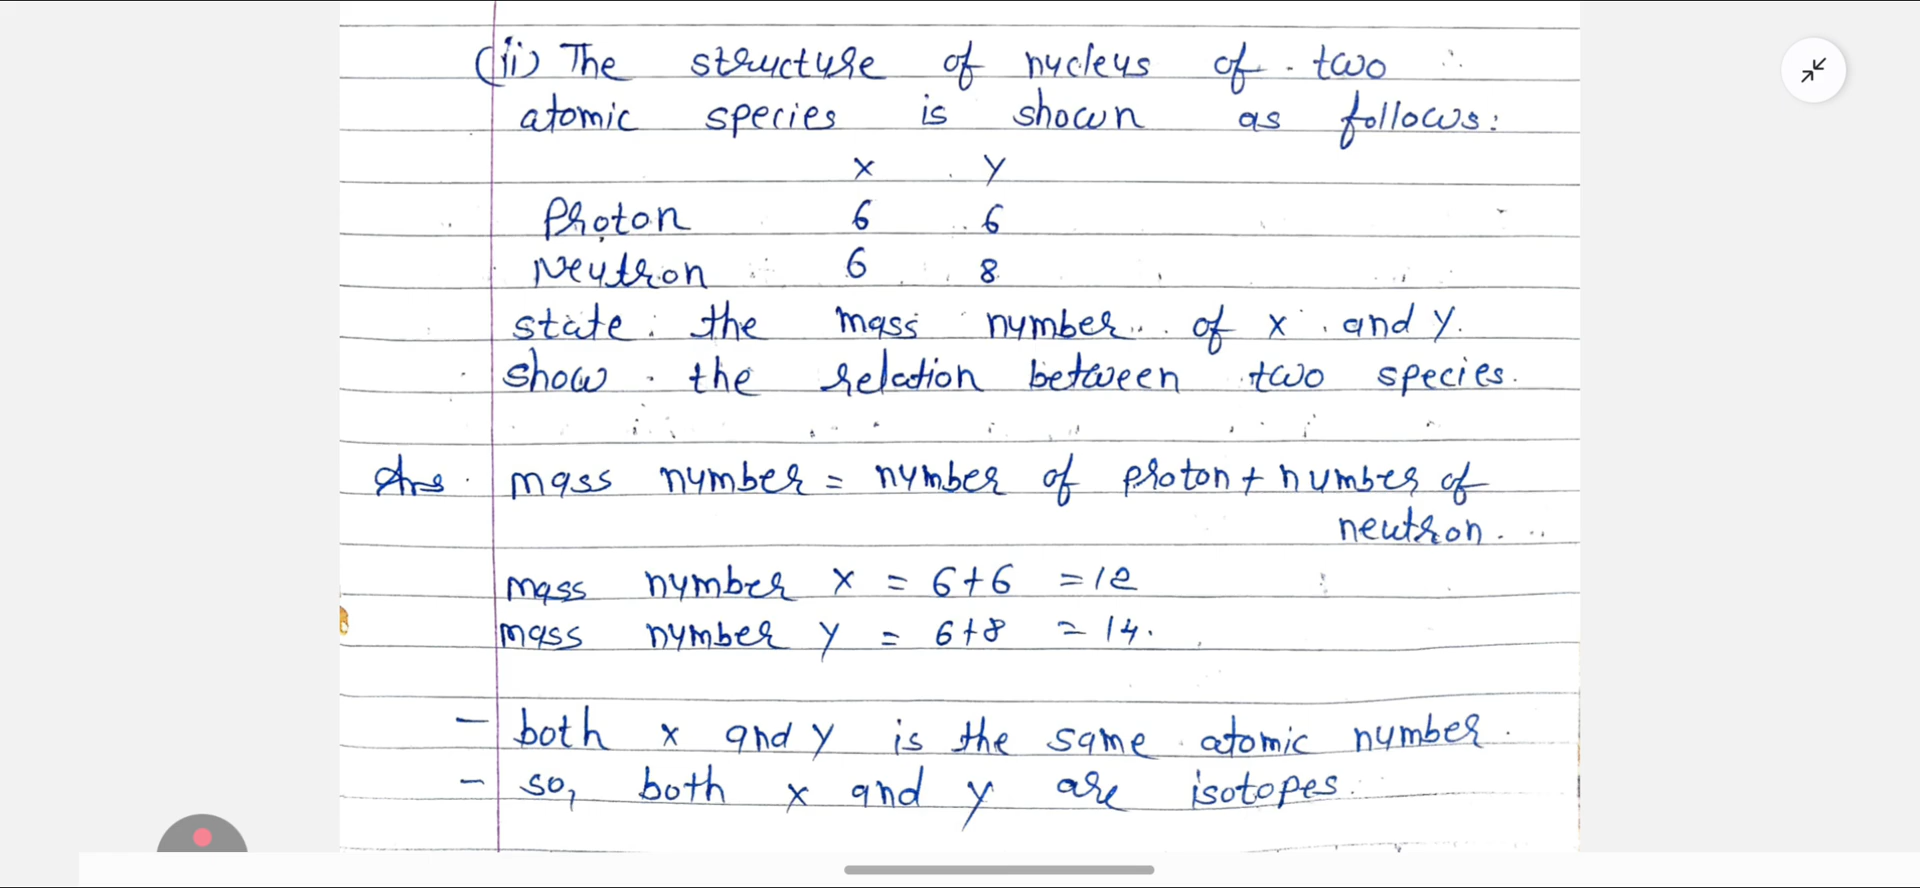 (ii) The structure of nucleus of two
atomic species is shown as follows:
X Y
Proton 6 6
Neutron 6 8
state the mass number of x and y.
show the relation between two species.
Ans. mass number = number of proton + number of
neutron.
mass number x = 6+6 = 12
mass number y = 6+8 = 14.
- both x and y is the same atomic number.
- so, both x and y are isotopes.